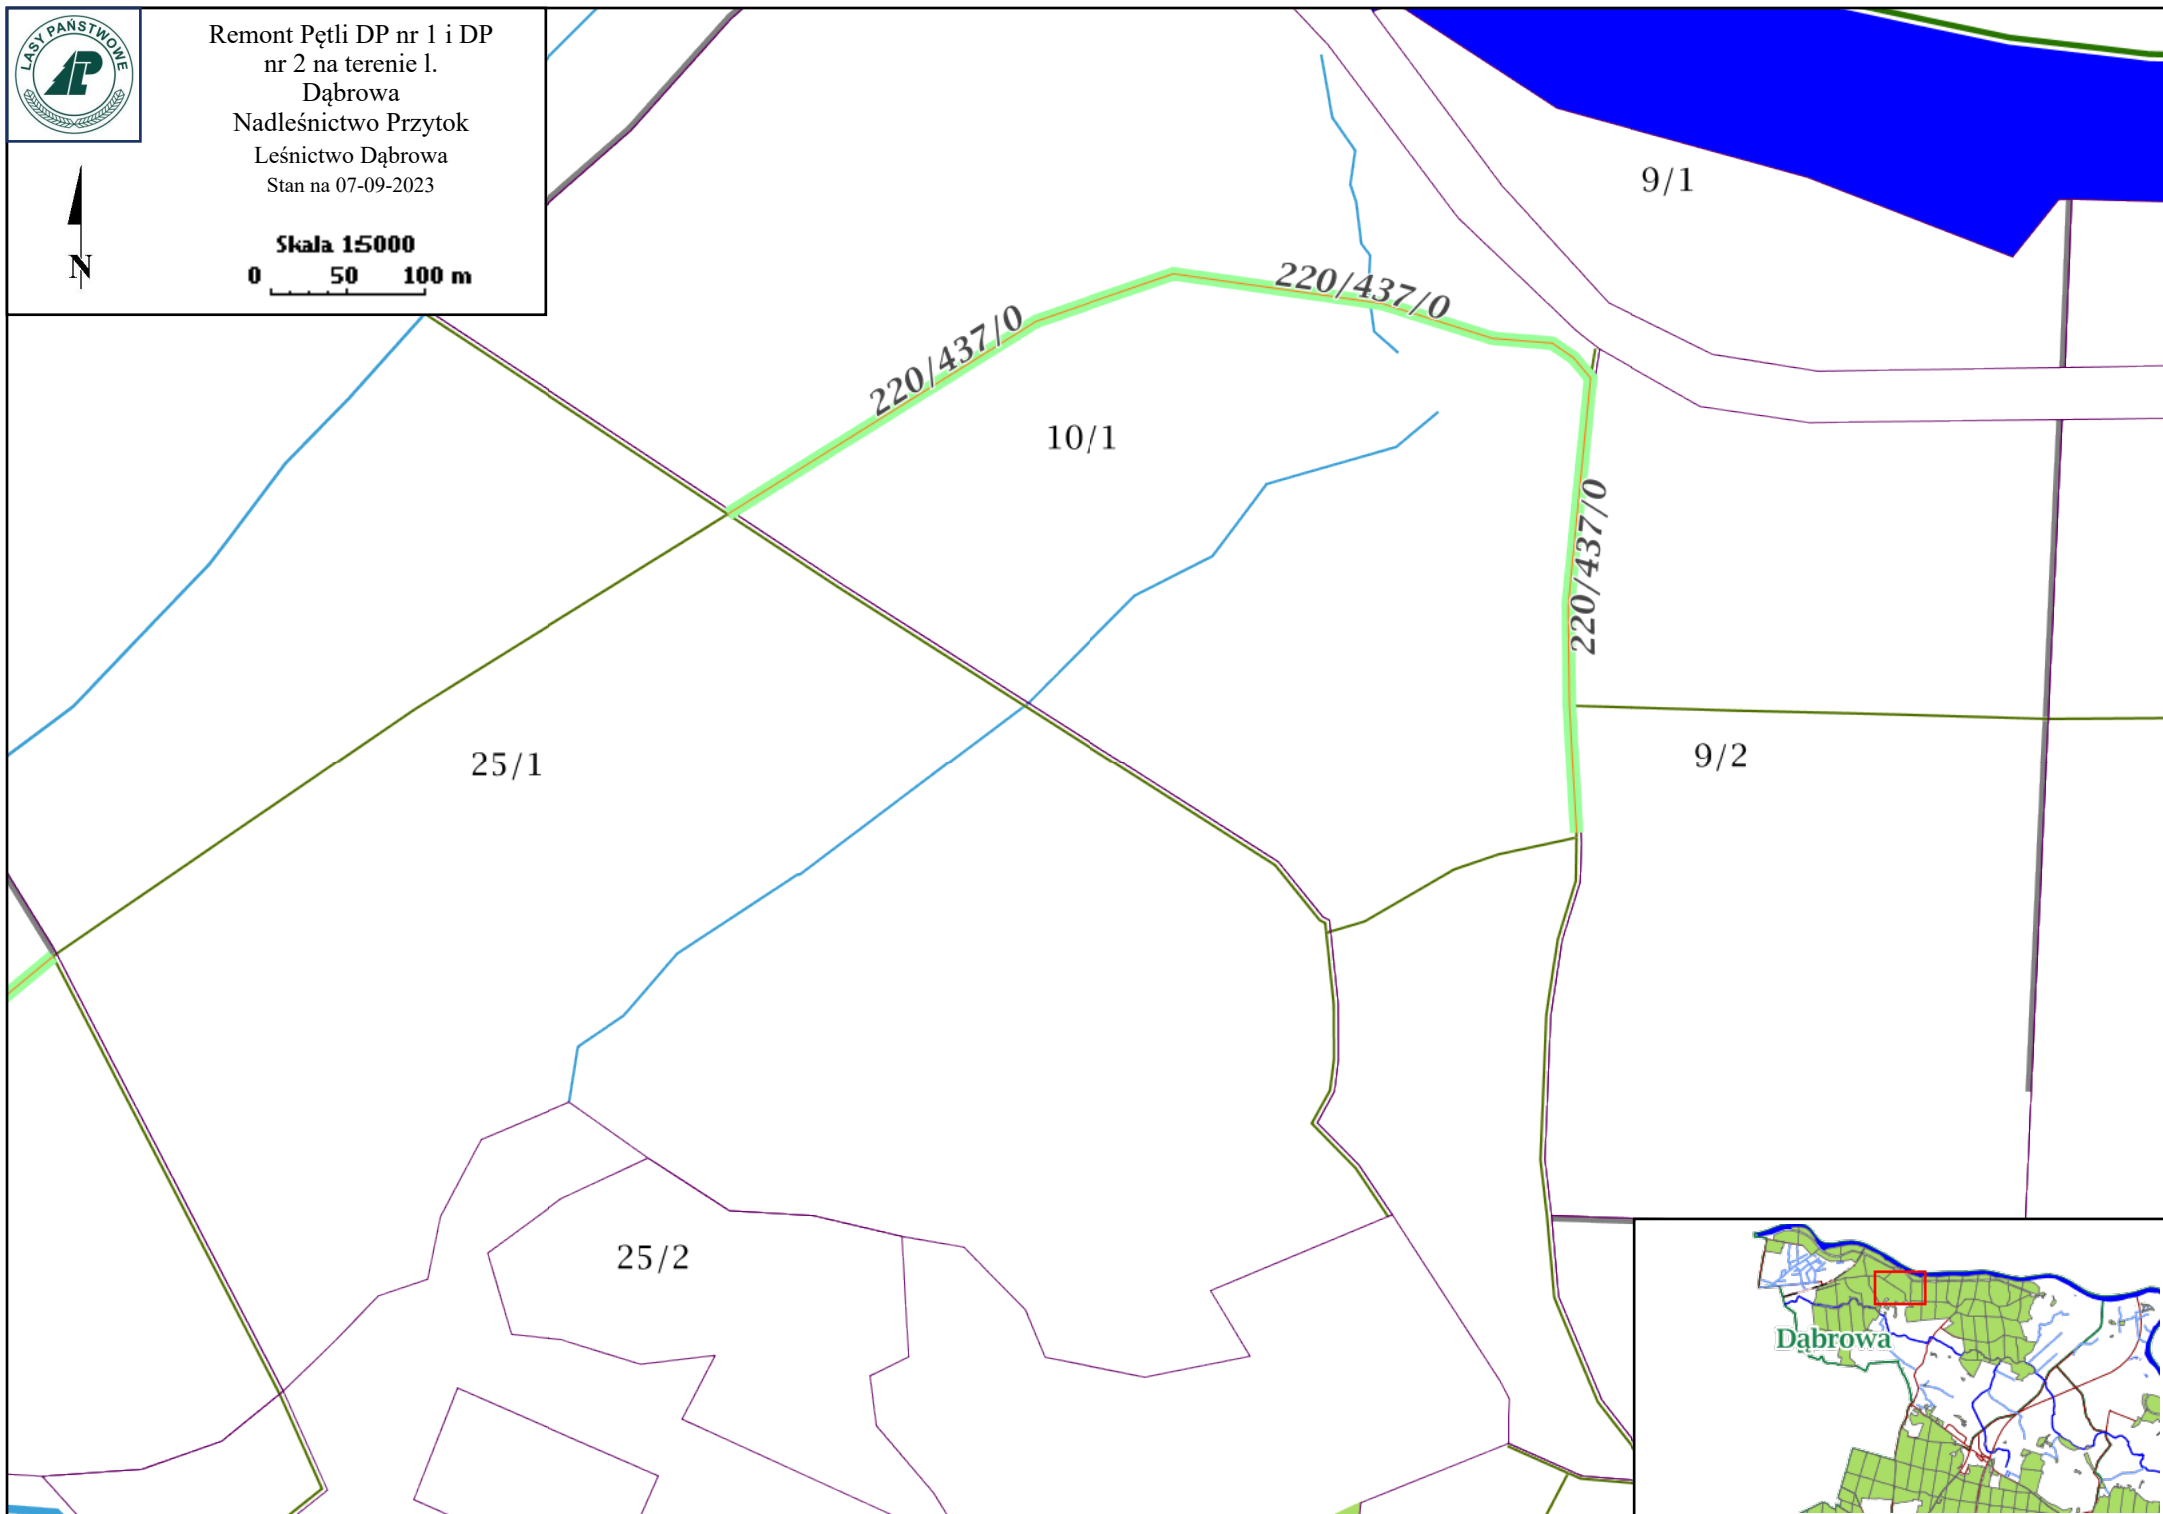 LASY PAŃSTWOWE
Remont Pętli DP nr 1 i DP
nr 2 na terenie l.
Dąbrowa
Nadleśnictwo Przytok
Leśnictwo Dąbrowa
Stan na 07-09-2023
N
Skala 1:5000
0 50 100 m
9/1
220/437/0
220/437/0
10/1
220/437/0
25/1
9/2
25/2
Dąbrowa